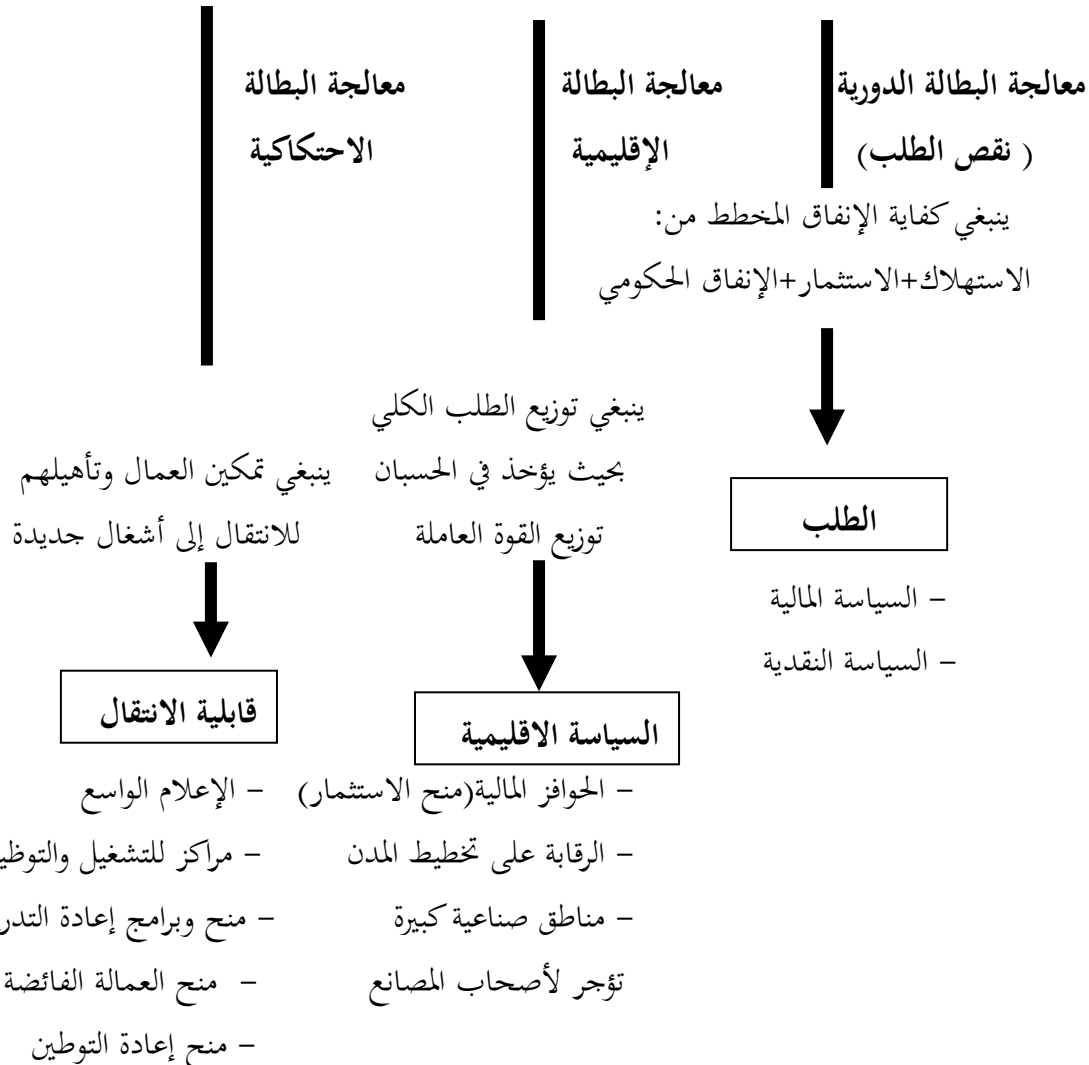 معالجة البطالة الدورية
( نقص الطلب)
ينبغي كفاية الإنفاق المخطط من:
الاستهلاك+الاستثمار+الإنفاق الحكومي
الطلب
– السياسة المالية
– السياسة النقدية
معالجة البطالة
الإقليمية
ينبغي توزيع الطلب الكلي
بحيث يؤخذ في الحسبان
توزيع القوة العاملة
السياسة الاقليمية
– الحوافز المالية(منح الاستثمار)
– الرقابة على تخطيط المدن
– مناطق صناعية كبيرة
تؤجر لأصحاب المصانع
معالجة البطالة
الاحتكاكية
ينبغي تمكين العمال وتأهيلهم
للانتقال إلى أشغال جديدة
قابلية الانتقال
– الإعلام الواسع
– مراكز للتشغيل
– منح وبرامج إعادة
– منح العمالة الفائضة
– منح إعادة التوطين